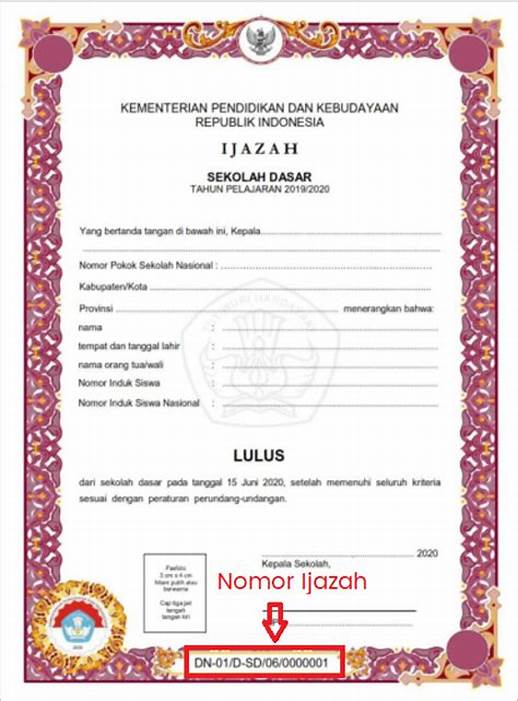 KEMENTERIAN PENDIDIKAN DAN KEBUDAYAAN
REPUBLIK INDONESIA
IJAZAH
SEKOLAH DASAR
TAHUN PELAJARAN 2019/2020
Yang bertanda tangan di bawah ini, Kepala
Nomor Pokok Sekolah Nasional :
Kabupaten/Kota
Provinsi menerangkan bahwa:
nama :
tempat dan tanggal lahir :
nama orang tua/wali :
Nomor Induk Siswa :
Nomor Induk Siswa Nasional :
TUT WURI HANDAYANI
LULUS
dari sekolah dasar pada tanggal 15 Juni 2020, setelah memenuhi seluruh kriteria
sesuai dengan peraturan perundang-undangan.
2020
Kepala Sekolah,
Pasfoto
3 cm x 4 cm
hitam putih atau
berwarna
Cap tiga jari
tengah
tangan kiri
Nomor Ijazah
2020
DN-01/D-SD/06/0000001